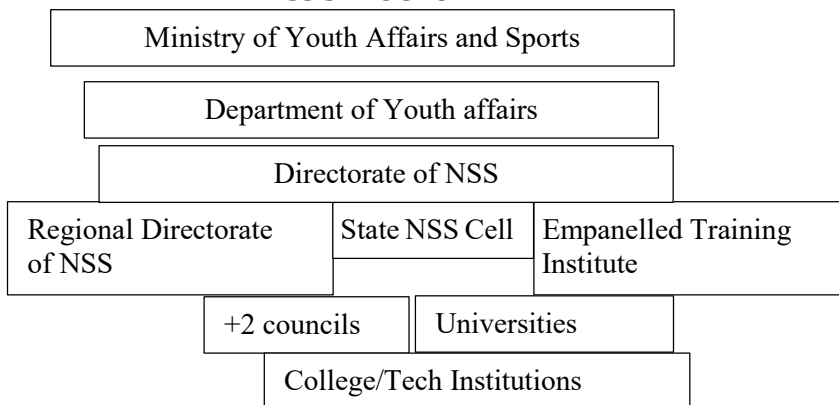 Ministry of Youth Affairs and Sports
Department of Youth affairs
Directorate of NSS
Regional Directorate
of NSS
State NSS Cell
Empanelled Training
Institute
+2 councils
Universities
College/Tech Institutions